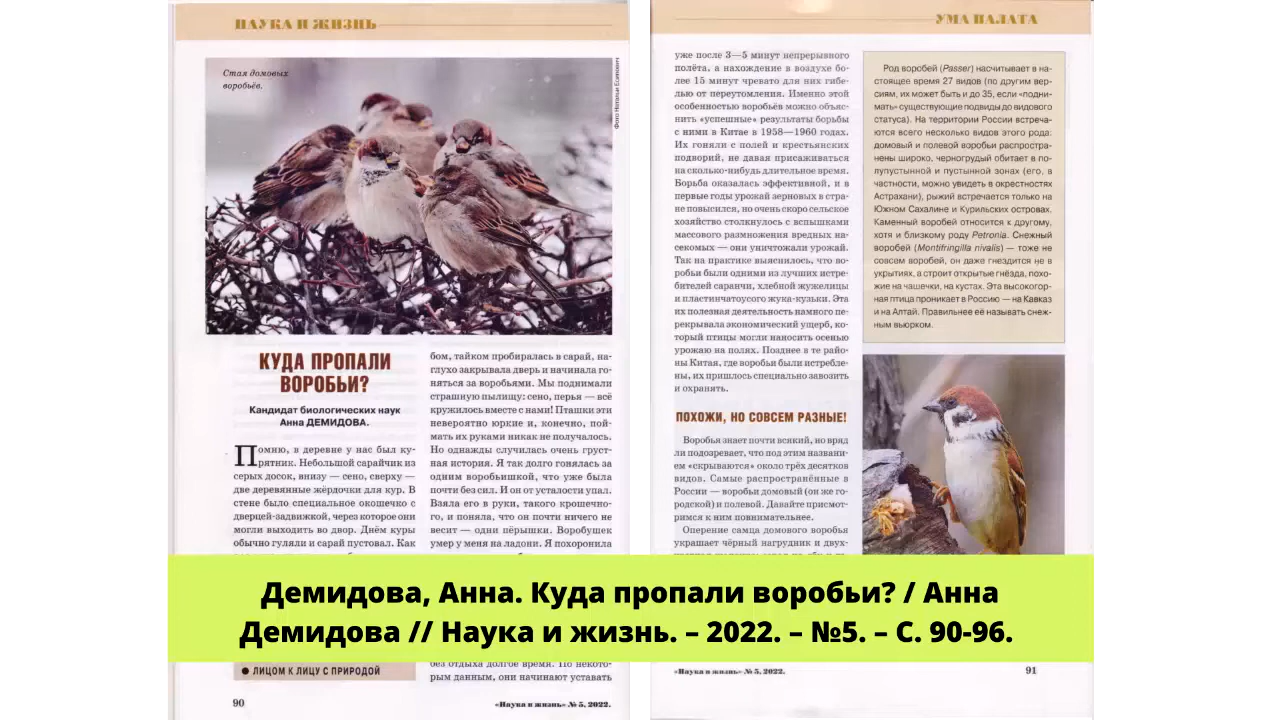 НАУКА И ЖИЗНЬ
Стая домовых
воробьёв.
Фото Натальи Есинович
КУДА ПРОПАЛИ
ВОРОБЬИ?
Кандидат биологических наук
Анна ДЕМИДОВА.
Помню, в деревне у нас был ку-
рятник. Небольшой сарайчик из
серых досок, внизу — сено, сверху —
две деревянные жёрдочки для кур. В
стене было специальное окошечко с
дверцей-задвижкой, через которое они
могли выходить во двор. Днём куры
обычно гуляли и сарай пустовал. Как
бом, тайком пробиралась в сарай, на-
глухо закрывала дверь и начинала го-
няться за воробьями. Мы поднимали
страшную пылищу: сено, перья — всё
кружилось вместе с нами! Пташки эти
невероятно юркие и, конечно, пой-
мать их руками никак не получалось.
Но однажды случилась очень груст-
ная история. Я так долго гонялась за
одним воробьишкой, что уже была
почти без сил. И он от усталости упал.
Взяла его в руки, такого крошечно-
го, и поняла, что он почти ничего не
весит — одни пёрышки. Воробушек
умер у меня на ладони. Я похоронила
без отдыха долгое время. По некото-
рым данным, они начинают уставать
● ЛИЦОМ К ЛИЦУ С ПРИРОДОЙ
90
«Наука и жизнь» № 5, 2022.
УМА ПАЛАТА
уже после 3—5 минут непрерывного
полёта, а нахождение в воздухе бо-
лее 15 минут чревато для них гибе-
лью от переутомления. Именно этой
особенностью воробьёв можно объяс-
нить «успешные» результаты борьбы
с ними в Китае в 1958—1960 годах.
Их гоняли с полей и крестьянских
подворий, не давая присаживаться
на сколько-нибудь длительное время.
Борьба оказалась эффективной, и в
первые годы урожай зерновых в стра-
не повысился, но очень скоро сельское
хозяйство столкнулось с вспышками
массового размножения вредных на-
секомых — они уничтожали урожай.
Так на практике выяснилось, что во-
робьи были одними из лучших истре-
бителей саранчи, хлебной жужелицы
и пластинчатоусого жука-кузьки. Эта
их полезная деятельность намного пе-
рекрывала экономический ущерб, ко-
торый птицы могли наносить осенью
урожаю на полях. Позднее в те райо-
ны Китая, где воробьи были истребле-
ны, их пришлось специально завозить
и охранять.
ПОХОЖИ, НО СОВСЕМ РАЗНЫЕ!
Воробья знает почти всякий, но вряд
ли подозревает, что под этим названи-
ем «скрываются» около трёх десятков
видов. Самые распространённые в
России — воробьи домовый (он же го-
родской) и полевой. Давайте присмот-
римся к ним повнимательнее.
Оперение самца домового воробья
украшает чёрный нагрудник и двух-
Род воробей (Passer) насчитывает в на-
стоящее время 27 видов (по другим вер-
сиям, их может быть и до 35, если «подни-
мать» существующие подвиды до видового
статуса). На территории России встреча-
ются всего несколько видов этого рода:
домовый и полевой воробьи распростра-
нены широко, черногрудый обитает в по-
лупустынной и пустынной зонах (его, в
частности, можно увидеть в окрестностях
Астрахани), рыжий встречается только на
Южном Сахалине и Курильских островах.
Каменный воробей относится к другому,
хотя и близкому роду Petronia. Снежный
воробей (Montifringilla nivalis) — тоже не
совсем воробей, он даже гнездится не в
укрытиях, а строит открытые гнёзда, похо-
жие на чашечки, на кустах. Эта высокогор-
ная птица проникает в Россию — на Кавказ
и на Алтай. Правильнее её называть снеж-
ным вьюрком.
«Наука и жизнь» № 5, 2022.
91
Демидова, Анна. Куда пропали воробьи? / Анна
Демидова // Наука и жизнь. – 2022. – №5. – С. 90-96.